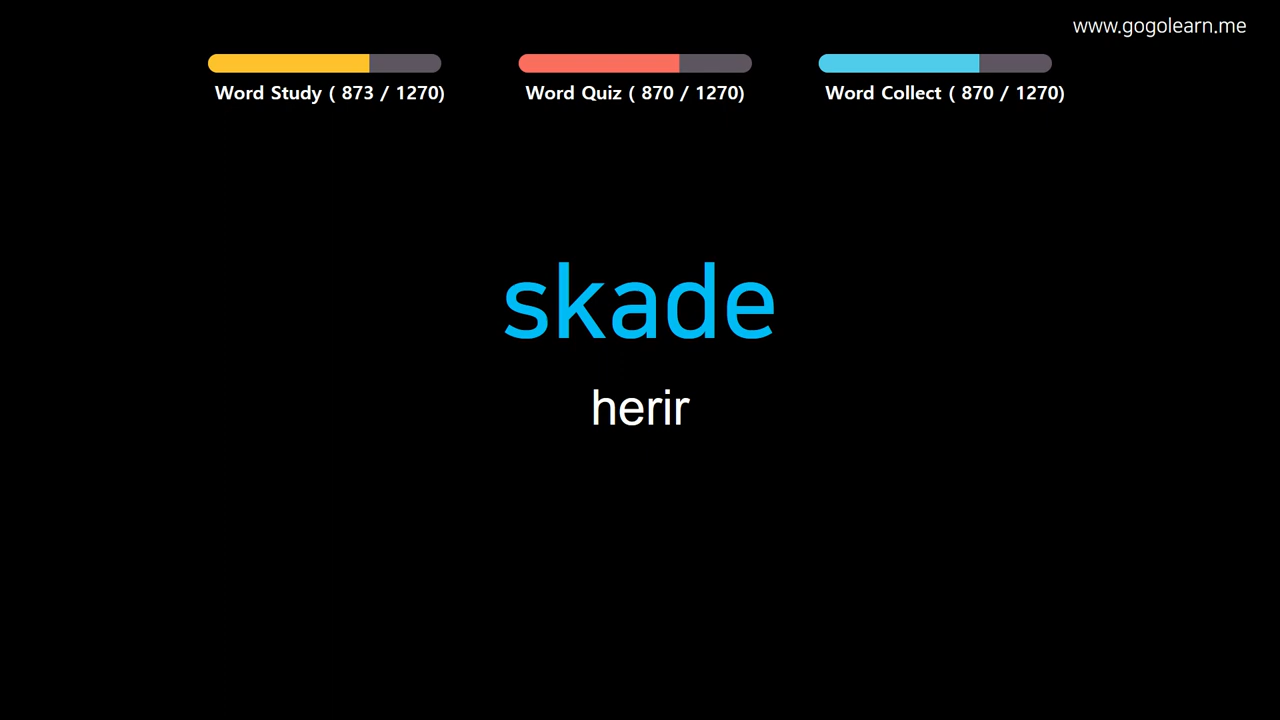 www.gogolearn.me
Word Study ( 873 / 1270)
Word Quiz ( 870 / 1270)
Word Collect ( 870 / 1270)
skade
herir